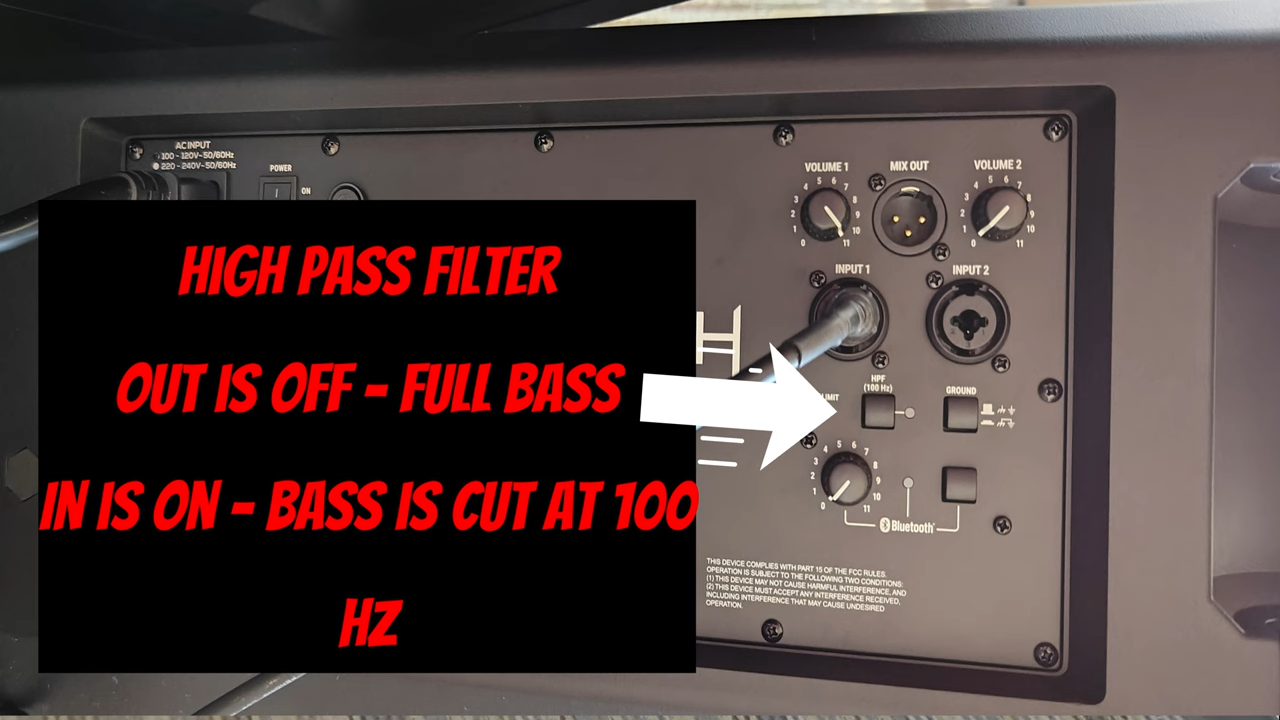 AC INPUT
100 - 120V~50/60Hz
220 - 240V~50/60Hz
POWER
ON
HIGH PASS FILTER
OUT IS OFF - FULL BASS
IN IS ON - BASS IS CUT AT 100
HZ
VOLUME 1
MIX OUT
VOLUME 2
0 1 2 3 4 5 6 7 8 9 10 11
0 1 2 3 4 5 6 7 8 9 10 11
INPUT 1
INPUT 2
H
HPF
(100 Hz)
GROUND
0 1 2 3 4 5 6 7 8 9 10 11
Bluetooth
THIS DEVICE COMPLIES WITH PART 15 OF THE FCC RULES.
OPERATION IS SUBJECT TO THE FOLLOWING TWO CONDITIONS:
(1) THIS DEVICE MAY NOT CAUSE HARMFUL INTERFERENCE, AND
(2) THIS DEVICE MUST ACCEPT ANY INTERFERENCE RECEIVED,
INCLUDING INTERFERENCE THAT MAY CAUSE UNDESIRED
OPERATION.